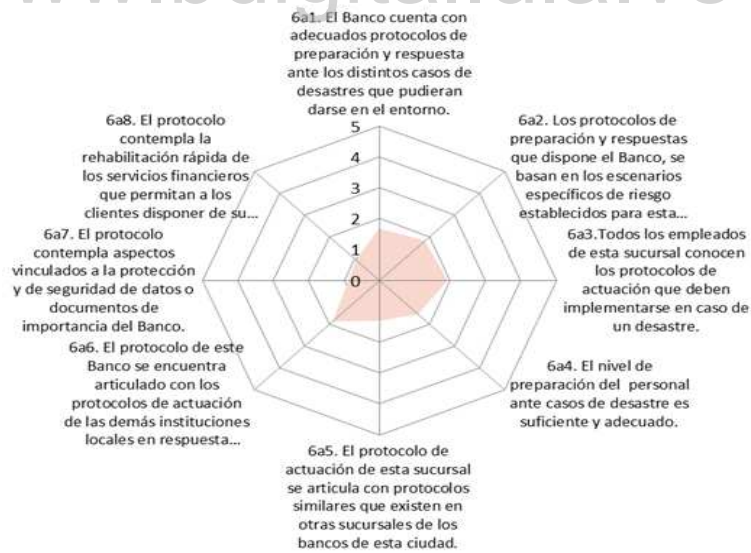 6a1. El Banco cuenta con
adecuados protocolos de
preparación y respuesta
ante los distintos casos de
desastres que pudieran
darse en el entorno.
6a2. Los protocolos de
preparación y respuestas
que dispone el Banco, se
basan en los escenarios
específicos de riesgo
establecidos para esta...
6a3.Todos los empleados
de esta sucursal conocen
los protocolos de
actuación que deben
implementarse en caso de
un desastre.
6a4. El nivel de
preparación del personal
ante casos de desastre es
suficiente y adecuado.
6a5. El protocolo de
actuación de esta sucursal
se articula con protocolos
similares que existen en
otras sucursales de los
bancos de esta ciudad.
6a6. El protocolo de este
Banco se encuentra
articulado con los
protocolos de actuación
de las demás instituciones
locales en respuesta...
6a7. El protocolo
contempla aspectos
vinculados a la protección
y de seguridad de datos o
documentos de
importancia del Banco.
6a8. El protocolo
contempla la
rehabilitación rápida de
los servicios financieros
que permitan a los
clientes disponer de su...
5
4
3
2
1
0